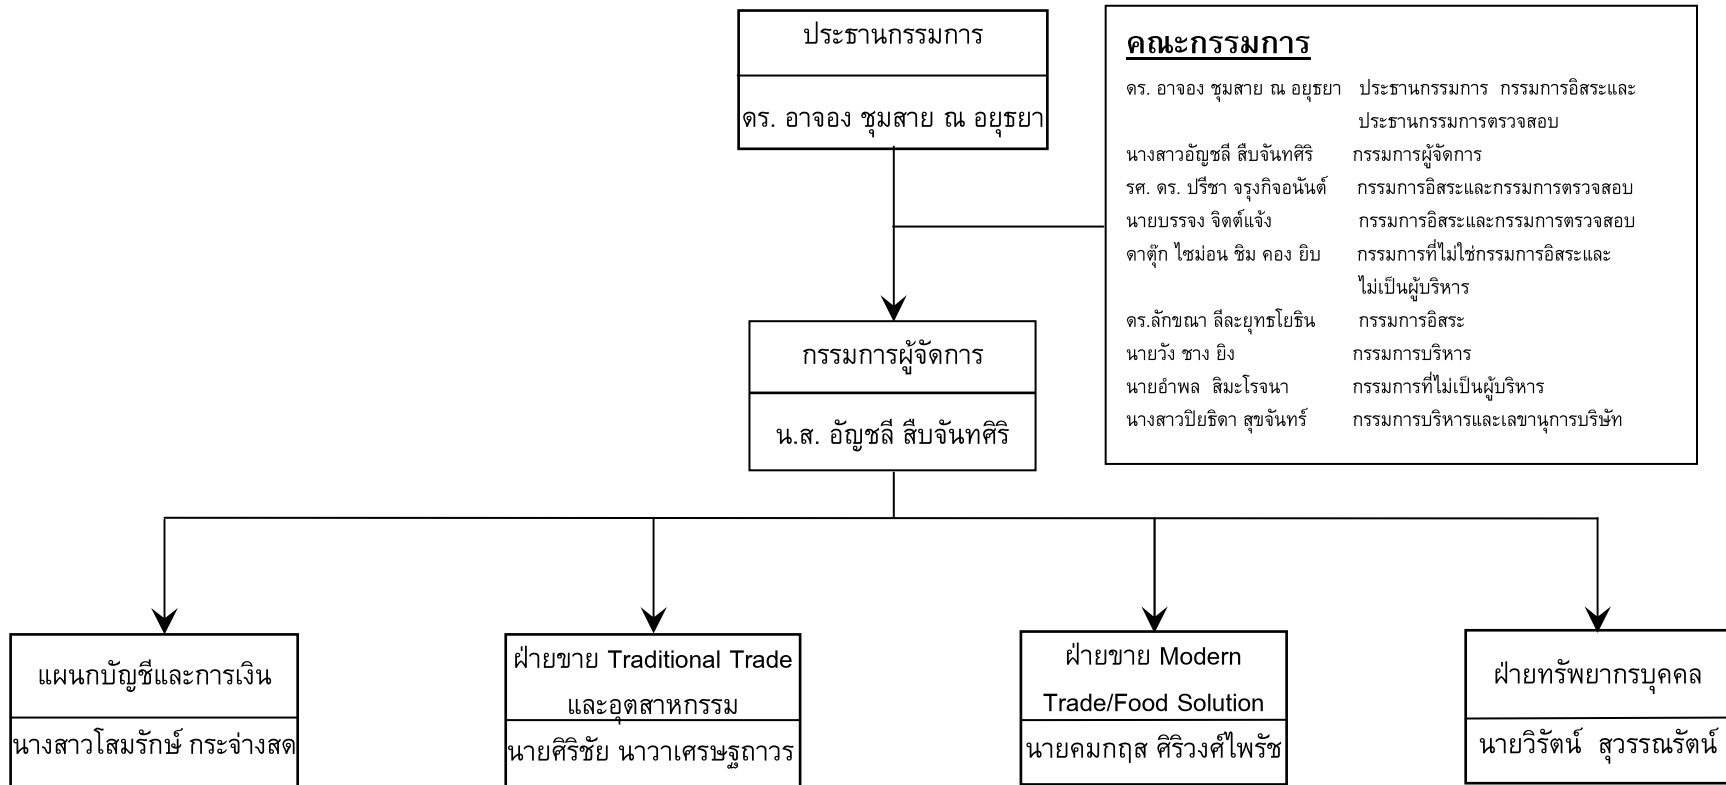 ประธานกรรมการ
ดร. อาจอง ชุมสาย ณ อยุธยา
คณะกรรมการ
ดร. อาจอง ชุมสาย ณ อยุธยา ประธานกรรมการ กรรมการอิสระและ
ประธานกรรมการตรวจสอบ
นางสาวอัญชลี สืบจันทศิริ กรรมการผู้จัดการ
รศ. ดร. ปรีชา จรุงกิจอนันต์ กรรมการอิสระและกรรมการตรวจสอบ
นายบรรจง จิตต์แจ้ง กรรมการอิสระและกรรมการตรวจสอบ
ดาตุ๊ก ไซม่อน ชิม คอง ยิบ กรรมการที่ไม่ใช่กรรมการอิสระและ
ไม่เป็นผู้บริหาร
ดร.ลักขณา ลีละยุทธโยธิน กรรมการอิสระ
นายวัง ชาง ยิง กรรมการบริหาร
นายอำพล สิมะโรจนา กรรมการที่ไม่เป็นผู้บริหาร
นางสาวปิยธิดา สุขจันทร์ กรรมการบริหารและเลขานุการบริษัท
กรรมการผู้จัดการ
น.ส. อัญชลี สืบจันทศิริ
แผนกบัญชีและการเงิน
นางสาวโสมรักษ์ กระจ่างสด
ฝ่ายขาย Traditional Trade
และอุตสาหกรรม
นายศิริชัย นาวาเศรษฐถาวร
ฝ่ายขาย Modern
Trade/Food Solution
นายคมกฤส ศิริวงศ์ไพรัช
ฝ่ายทรัพยากรบุคคล
นายวิรัตน์ สุวรรณรัตน์